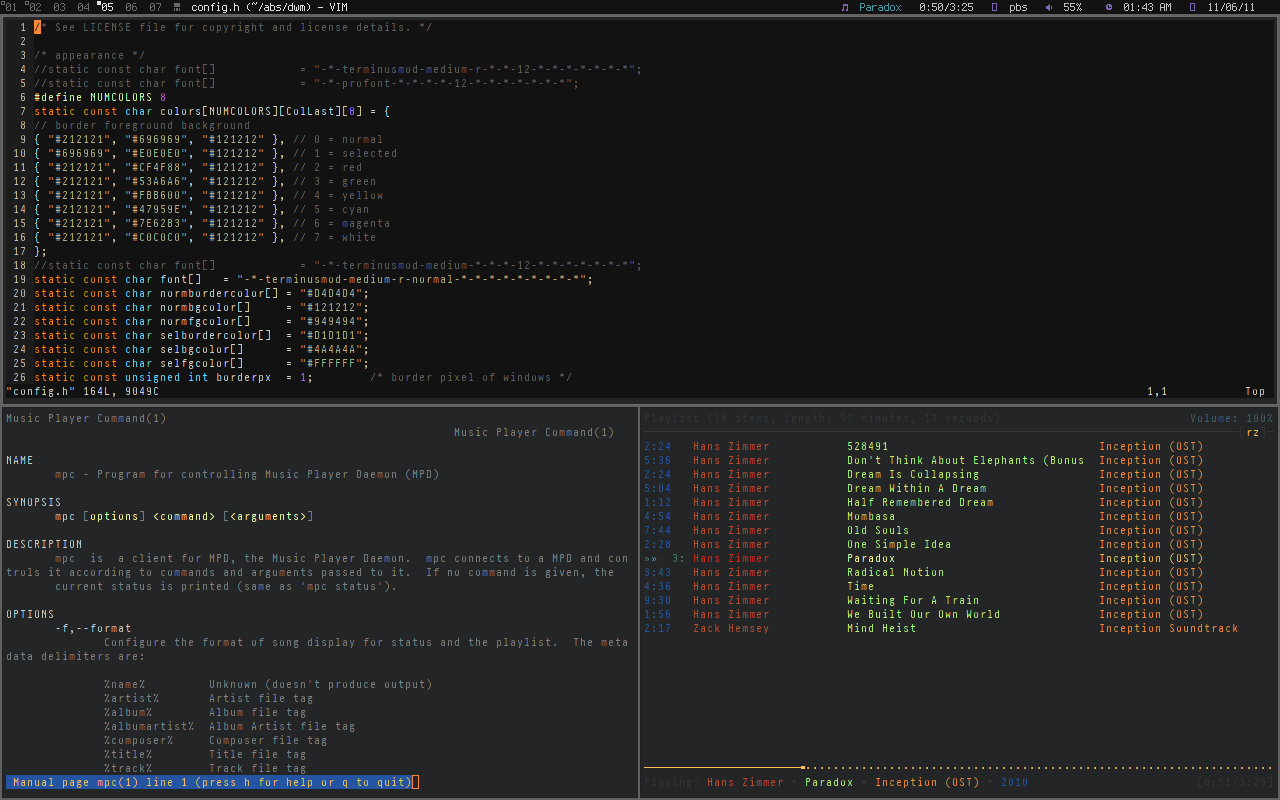 01 02 03 04 05 06 07 config.h (~/abs/dwm) - VIM Paradox 0:50/3:25 pbs 55% 01:43 AM 11/06/11
1 /* See LICENSE file for copyright and license details. */
2
3 /* appearance */
4 //static const char font[] = "-*-terminusmod-medium-r-*-*-12-*-*-*-*-*-*-*";
5 //static const char font[] = "-*-profont-*-*-*-*-12-*-*-*-*-*-*-*";
6 #define NUMCOLORS 8
7 static const char colors[NUMCOLORS][ColLast][8] = {
8 // border foreground background
9 { "#212121", "#696969", "#121212" }, // 0 = normal
10 { "#696969", "#E0E0E0", "#121212" }, // 1 = selected
11 { "#212121", "#CF4F88", "#121212" }, // 2 = red
12 { "#212121", "#53A6A6", "#121212" }, // 3 = green
13 { "#212121", "#FBB600", "#121212" }, // 4 = yellow
14 { "#212121", "#47959E", "#121212" }, // 5 = cyan
15 { "#212121", "#7E62B3", "#121212" }, // 6 = magenta
16 { "#212121", "#C0C0C0", "#121212" }, // 7 = white
17 };
18 //static const char font[] = "-*-terminusmod-medium-*-*-*-12-*-*-*-*-*-*-*";
19 static const char font[] = "-*-terminusmod-medium-r-normal-*-*-*-*-*-*-*-*-*";
20 static const char normbordercolor[] = "#D4D4D4";
21 static const char normbgcolor[] = "#121212";
22 static const char normfgcolor[] = "#949494";
23 static const char selbordercolor[] = "#D1D1D1";
24 static const char selbgcolor[] = "#4A4A4A";
25 static const char selfgcolor[] = "#FFFFFF";
26 static const unsigned int borderpx = 1; /* border pixel of windows */
"config.h" 164L, 9049C 1,1 Top
Music Player Command(1)
Music Player Command(1)
NAME
mpc - Program for controlling Music Player Daemon (MPD)
SYNOPSIS
mpc [options] <command> [<arguments>]
DESCRIPTION
mpc is a client for MPD, the Music Player Daemon. mpc connects to a MPD and con
trols it according to commands and arguments passed to it. If no command is given, the
current status is printed (same as 'mpc status').
OPTIONS
-f,--format
Configure the format of song display for status and the playlist. The meta
data delimiters are:
%name% Unknown (doesn't produce output)
%artist% Artist file tag
%album% Album file tag
%albumartist% Album Artist file tag
%composer% Composer file tag
%title% Title file tag
%track% Track file tag
Manual page mpc(1) line 1 (press h for help or q to quit)
Playlist (14 items, length: 57 minutes, 13 seconds) Volume: 100%
[rz]
2:24 Hans Zimmer 528491 Inception (OST)
5:36 Hans Zimmer Don't Think About Elephants (Bonus Inception (OST)
2:24 Hans Zimmer Dream Is Collapsing Inception (OST)
5:04 Hans Zimmer Dream Within A Dream Inception (OST)
1:12 Hans Zimmer Half Remembered Dream Inception (OST)
4:54 Hans Zimmer Mombasa Inception (OST)
7:44 Hans Zimmer Old Souls Inception (OST)
2:28 Hans Zimmer One Simple Idea Inception (OST)
»» 3: Hans Zimmer Paradox Inception (OST)
3:43 Hans Zimmer Radical Notion Inception (OST)
4:36 Hans Zimmer Time Inception (OST)
9:30 Hans Zimmer Waiting For A Train Inception (OST)
1:56 Hans Zimmer We Built Our Own World Inception (OST)
2:17 Zack Hemsey Mind Heist Inception Soundtrack
Playing: Hans Zimmer - Paradox - Inception (OST) - 2010 [0:51/3:25]